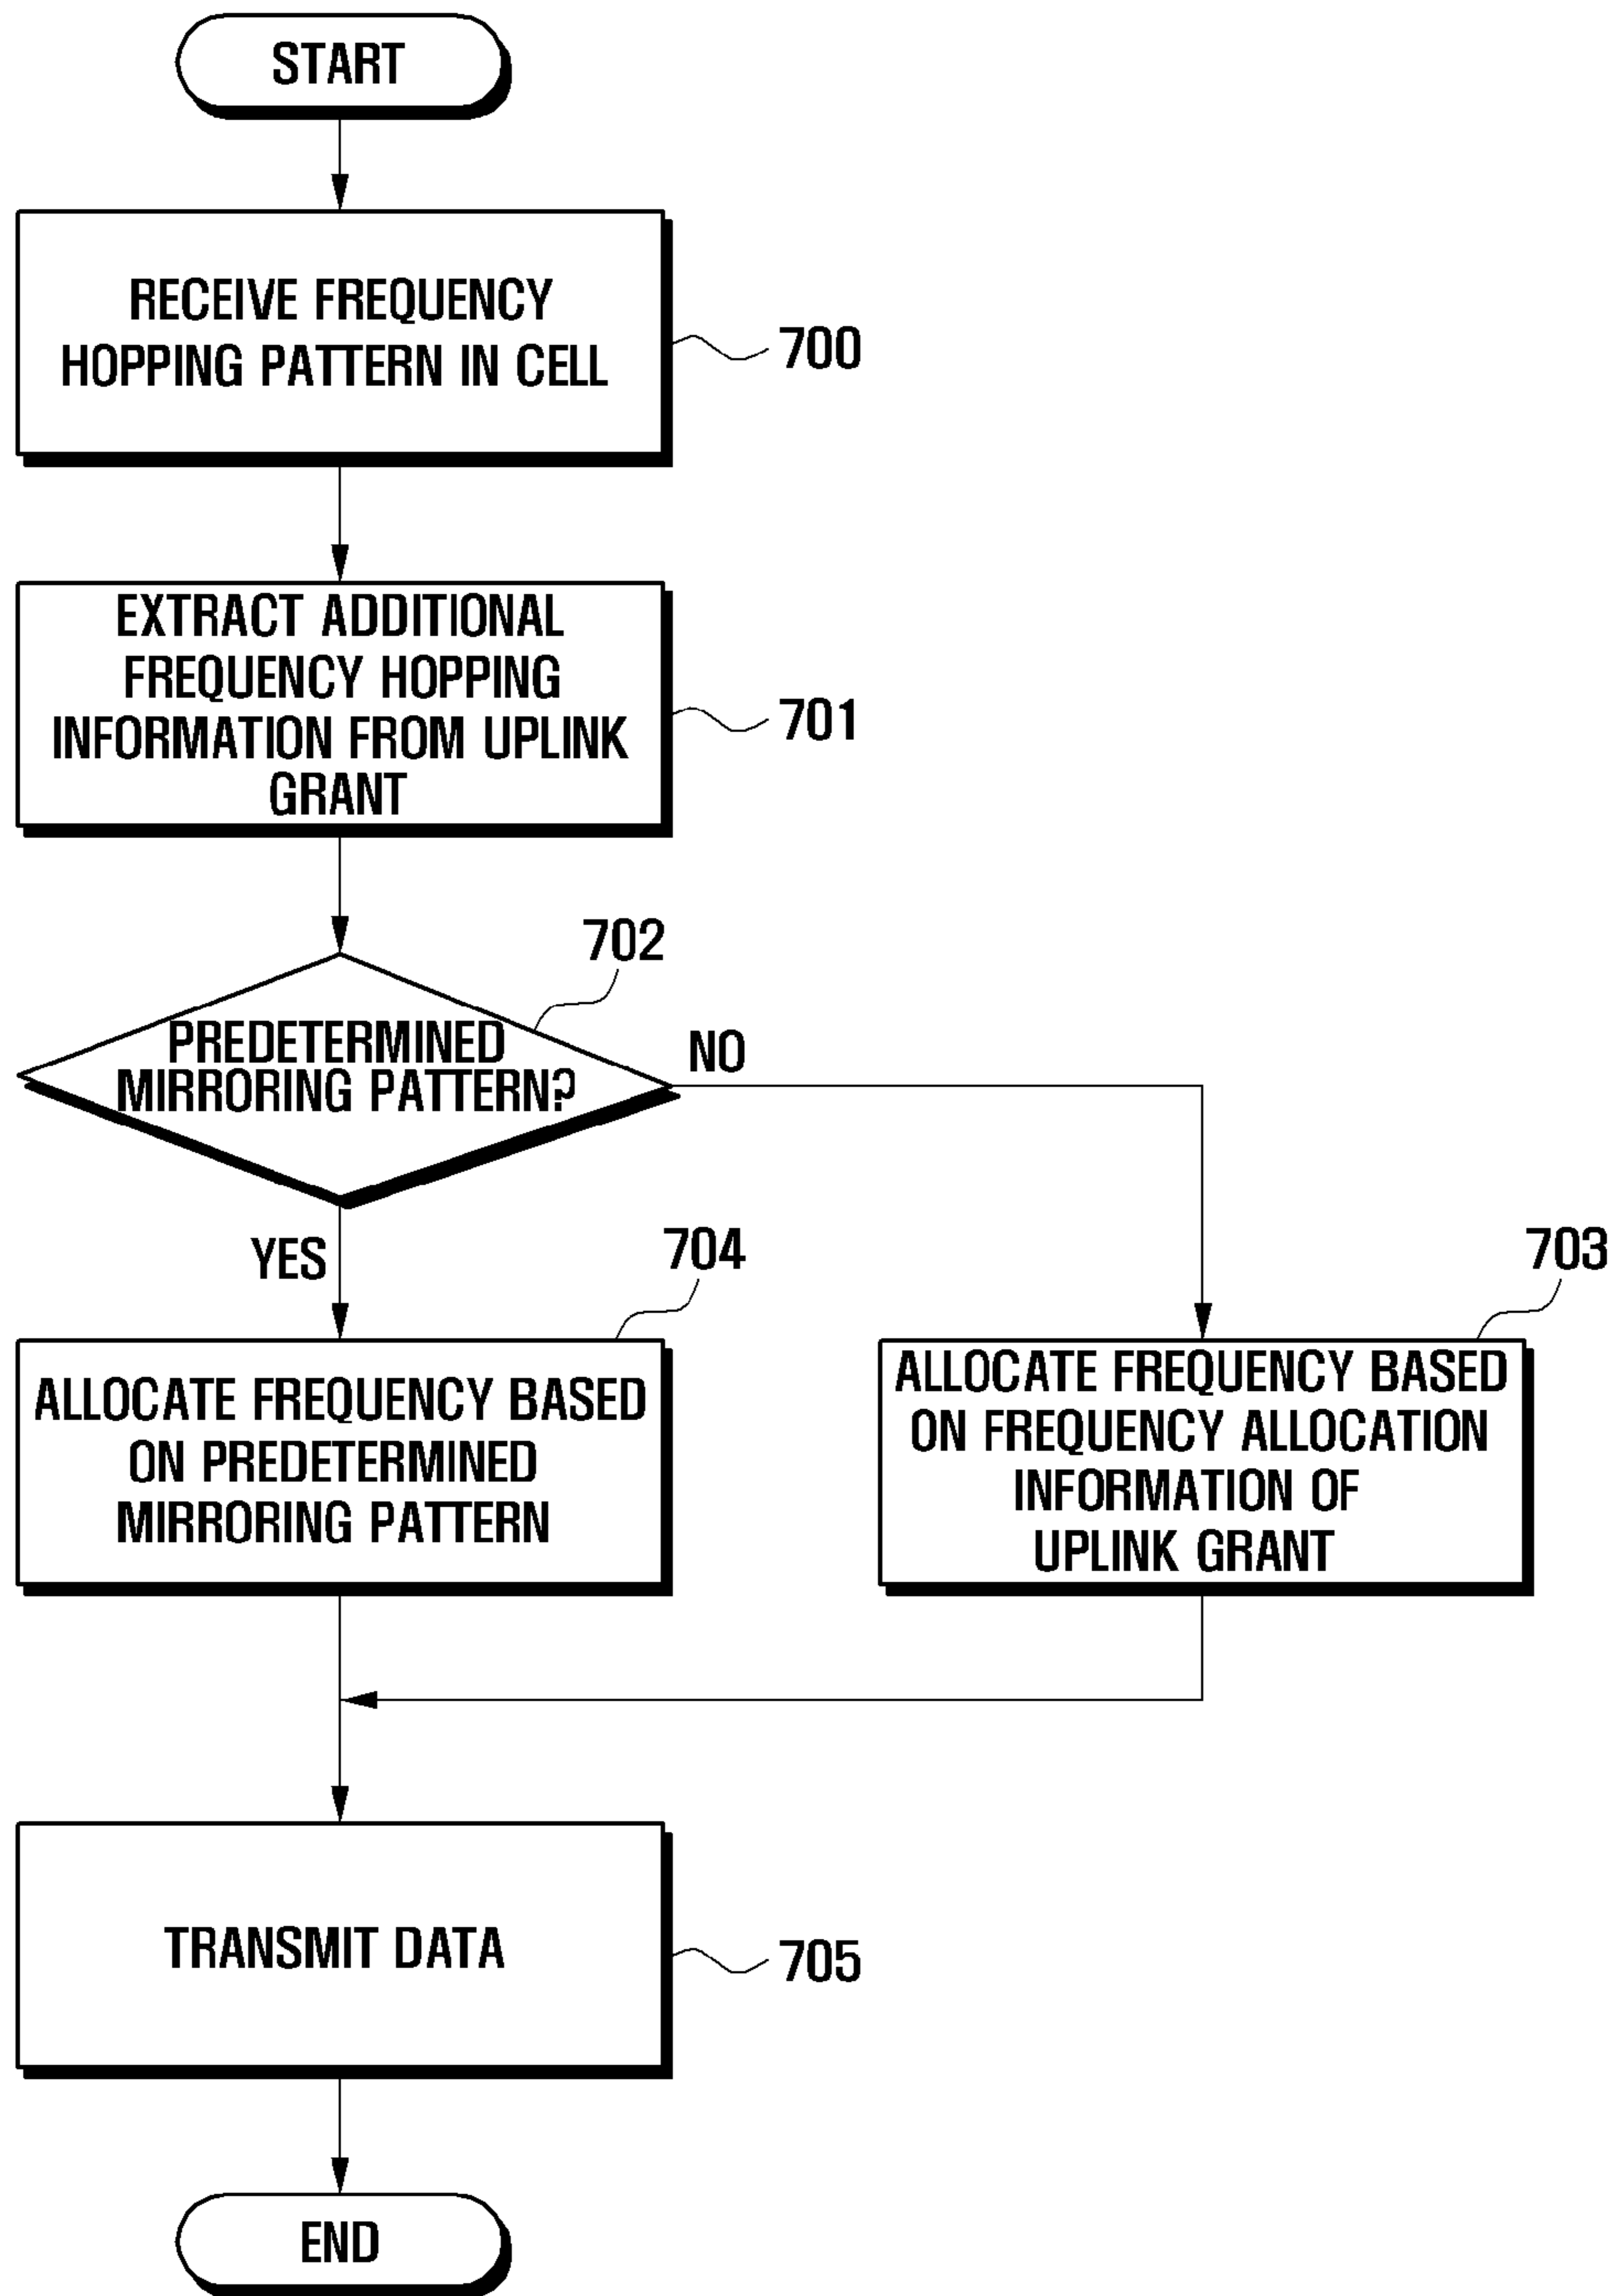 START
RECEIVE FREQUENCY
HOPPING PATTERN IN CELL
700
EXTRACT ADDITIONAL
FREQUENCY HOPPING
INFORMATION FROM UPLINK
GRANT
701
702
PREDETERMINED
MIRRORING PATTERN?
NO
YES
704
ALLOCATE FREQUENCY BASED
ON PREDETERMINED
MIRRORING PATTERN
703
ALLOCATE FREQUENCY BASED
ON FREQUENCY ALLOCATION
INFORMATION OF
UPLINK GRANT
TRANSMIT DATA
705
END